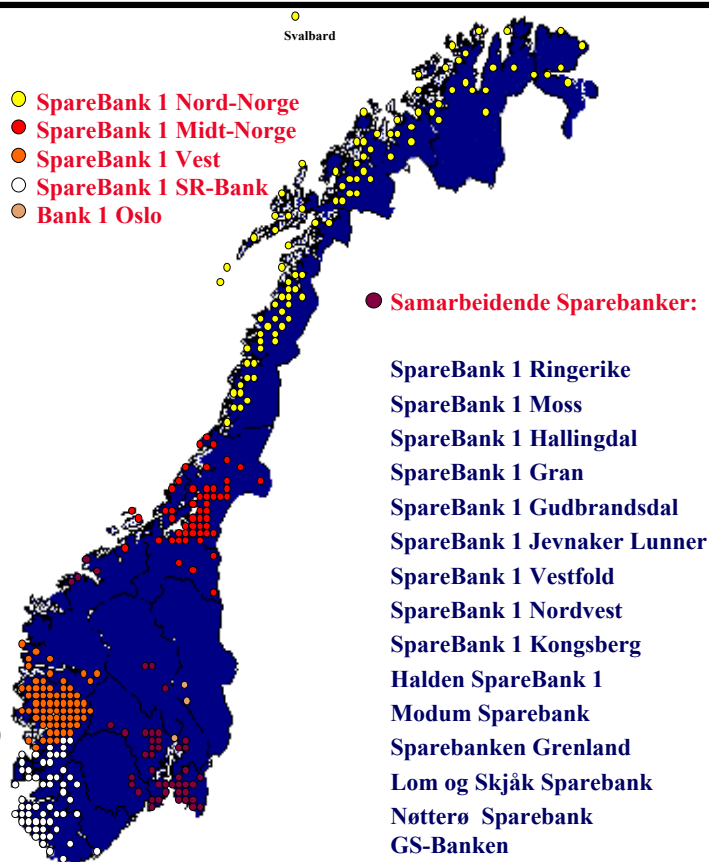 Svalbard
SpareBank 1 Nord-Norge
SpareBank 1 Midt-Norge
SpareBank 1 Vest
SpareBank 1 SR-Bank
Bank 1 Oslo
Samarbeidende Sparebanker:
SpareBank 1 Ringerike
SpareBank 1 Moss
SpareBank 1 Hallingdal
SpareBank 1 Gran
SpareBank 1 Gudbrandsdal
SpareBank 1 Jevnaker Lunner
SpareBank 1 Vestfold
SpareBank 1 Nordvest
SpareBank 1 Kongsberg
Halden SpareBank 1
Modum Sparebank
Sparebanken Grenland
Lom og Skjåk Sparebank
Nøtterø Sparebank
GS-Banken